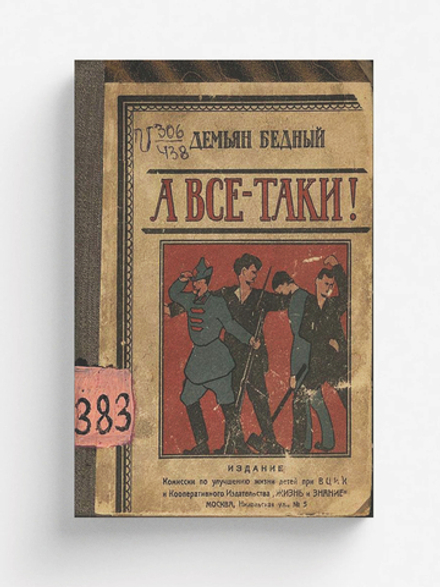 П 306
438
ДЕМЬЯН БЕДНЫЙ
А ВСЕ-ТАКИ!
383
ИЗДАНИЕ
Комиссии по улучшению жизни детей при ВЦИК
и Кооперативного Издательства „ЖИЗНЬ и ЗНАНИЕ"
МОСКВА, Никольская ул., № 5